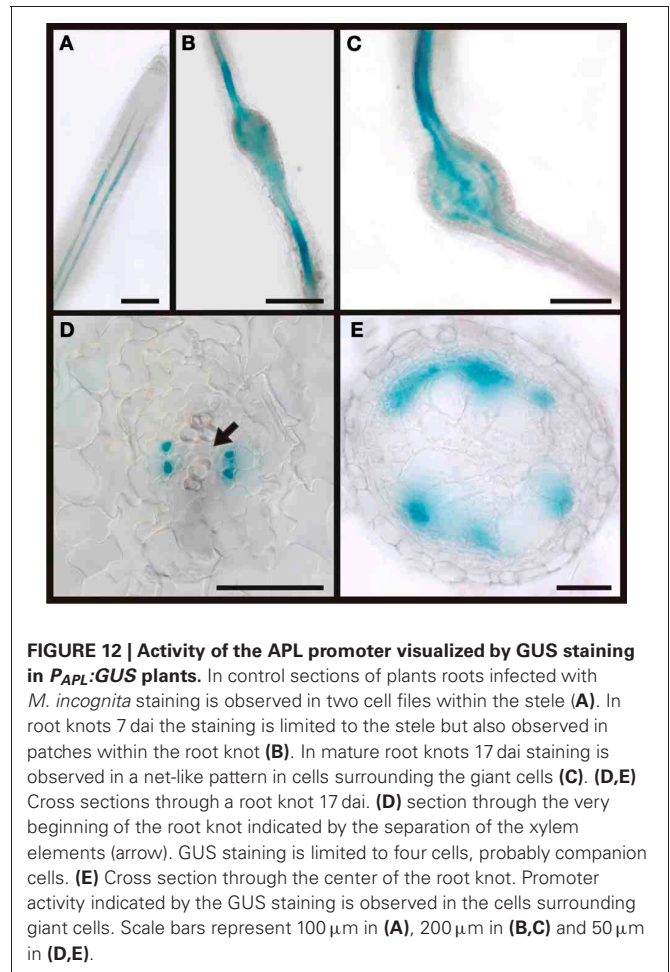 A
B
C
D
E
FIGURE 12 | Activity of the APL promoter visualized by GUS staining
in PAPL:GUS plants. In control sections of plants roots infected with
M. incognita staining is observed in two cell files within the stele (A). In
root knots 7 dai the staining is limited to the stele but also observed in
patches within the root knot (B). In mature root knots 17 dai staining is
observed in a net-like pattern in cells surrounding the giant cells (C). (D,E)
Cross sections through a root knot 17 dai. (D) section through the very
beginning of the root knot indicated by the separation of the xylem
elements (arrow). GUS staining is limited to four cells, probably companion
cells. (E) Cross section through the center of the root knot. Promoter
activity indicated by the GUS staining is observed in the cells surrounding
giant cells. Scale bars represent 100 μm in (A), 200 μm in (B,C) and 50 μm
in (D,E).